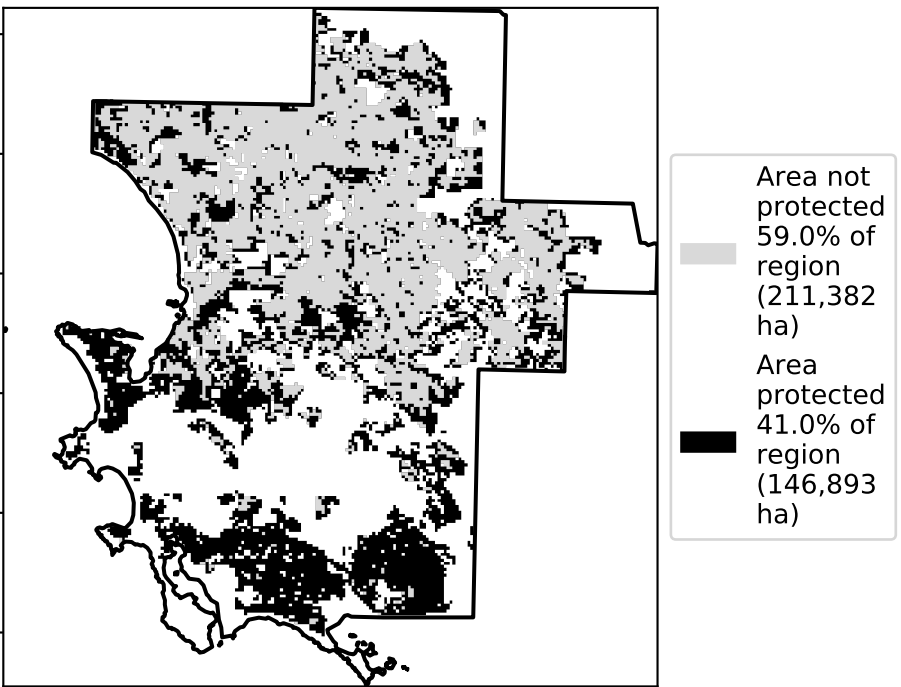 Area not
protected
59.0% of
region
(211,382
ha)
Area
protected
41.0% of
region
(146,893
ha)